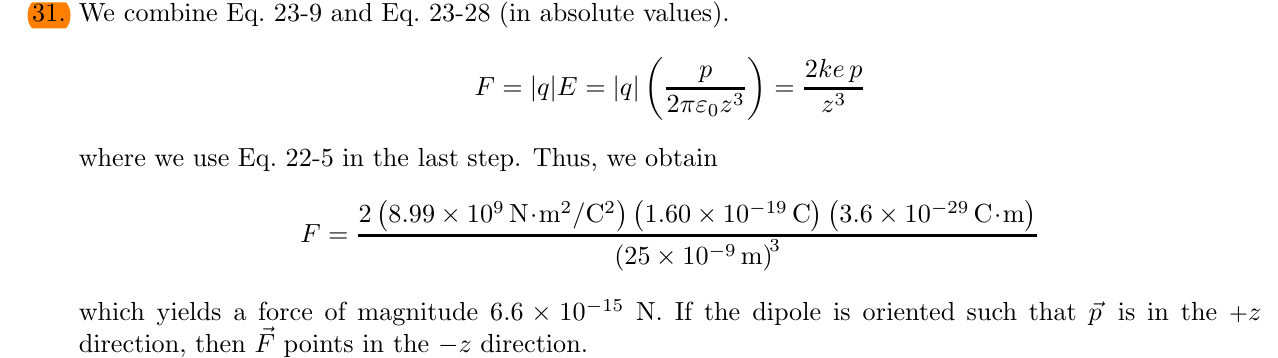 31. We combine Eq. 23-9 and Eq. 23-28 (in absolute values).
F = |q|E = |q| (p / 2πε₀z³) = 2ke p / z³
where we use Eq. 22-5 in the last step. Thus, we obtain
F = 2 (8.99 × 10⁹ N·m²/C²) (1.60 × 10⁻¹⁹ C) (3.6 × 10⁻²⁹ C·m) / (25 × 10⁻⁹ m)³
which yields a force of magnitude 6.6 × 10⁻¹⁵ N. If the dipole is oriented such that p⃗ is in the +z
direction, then F⃗ points in the −z direction.